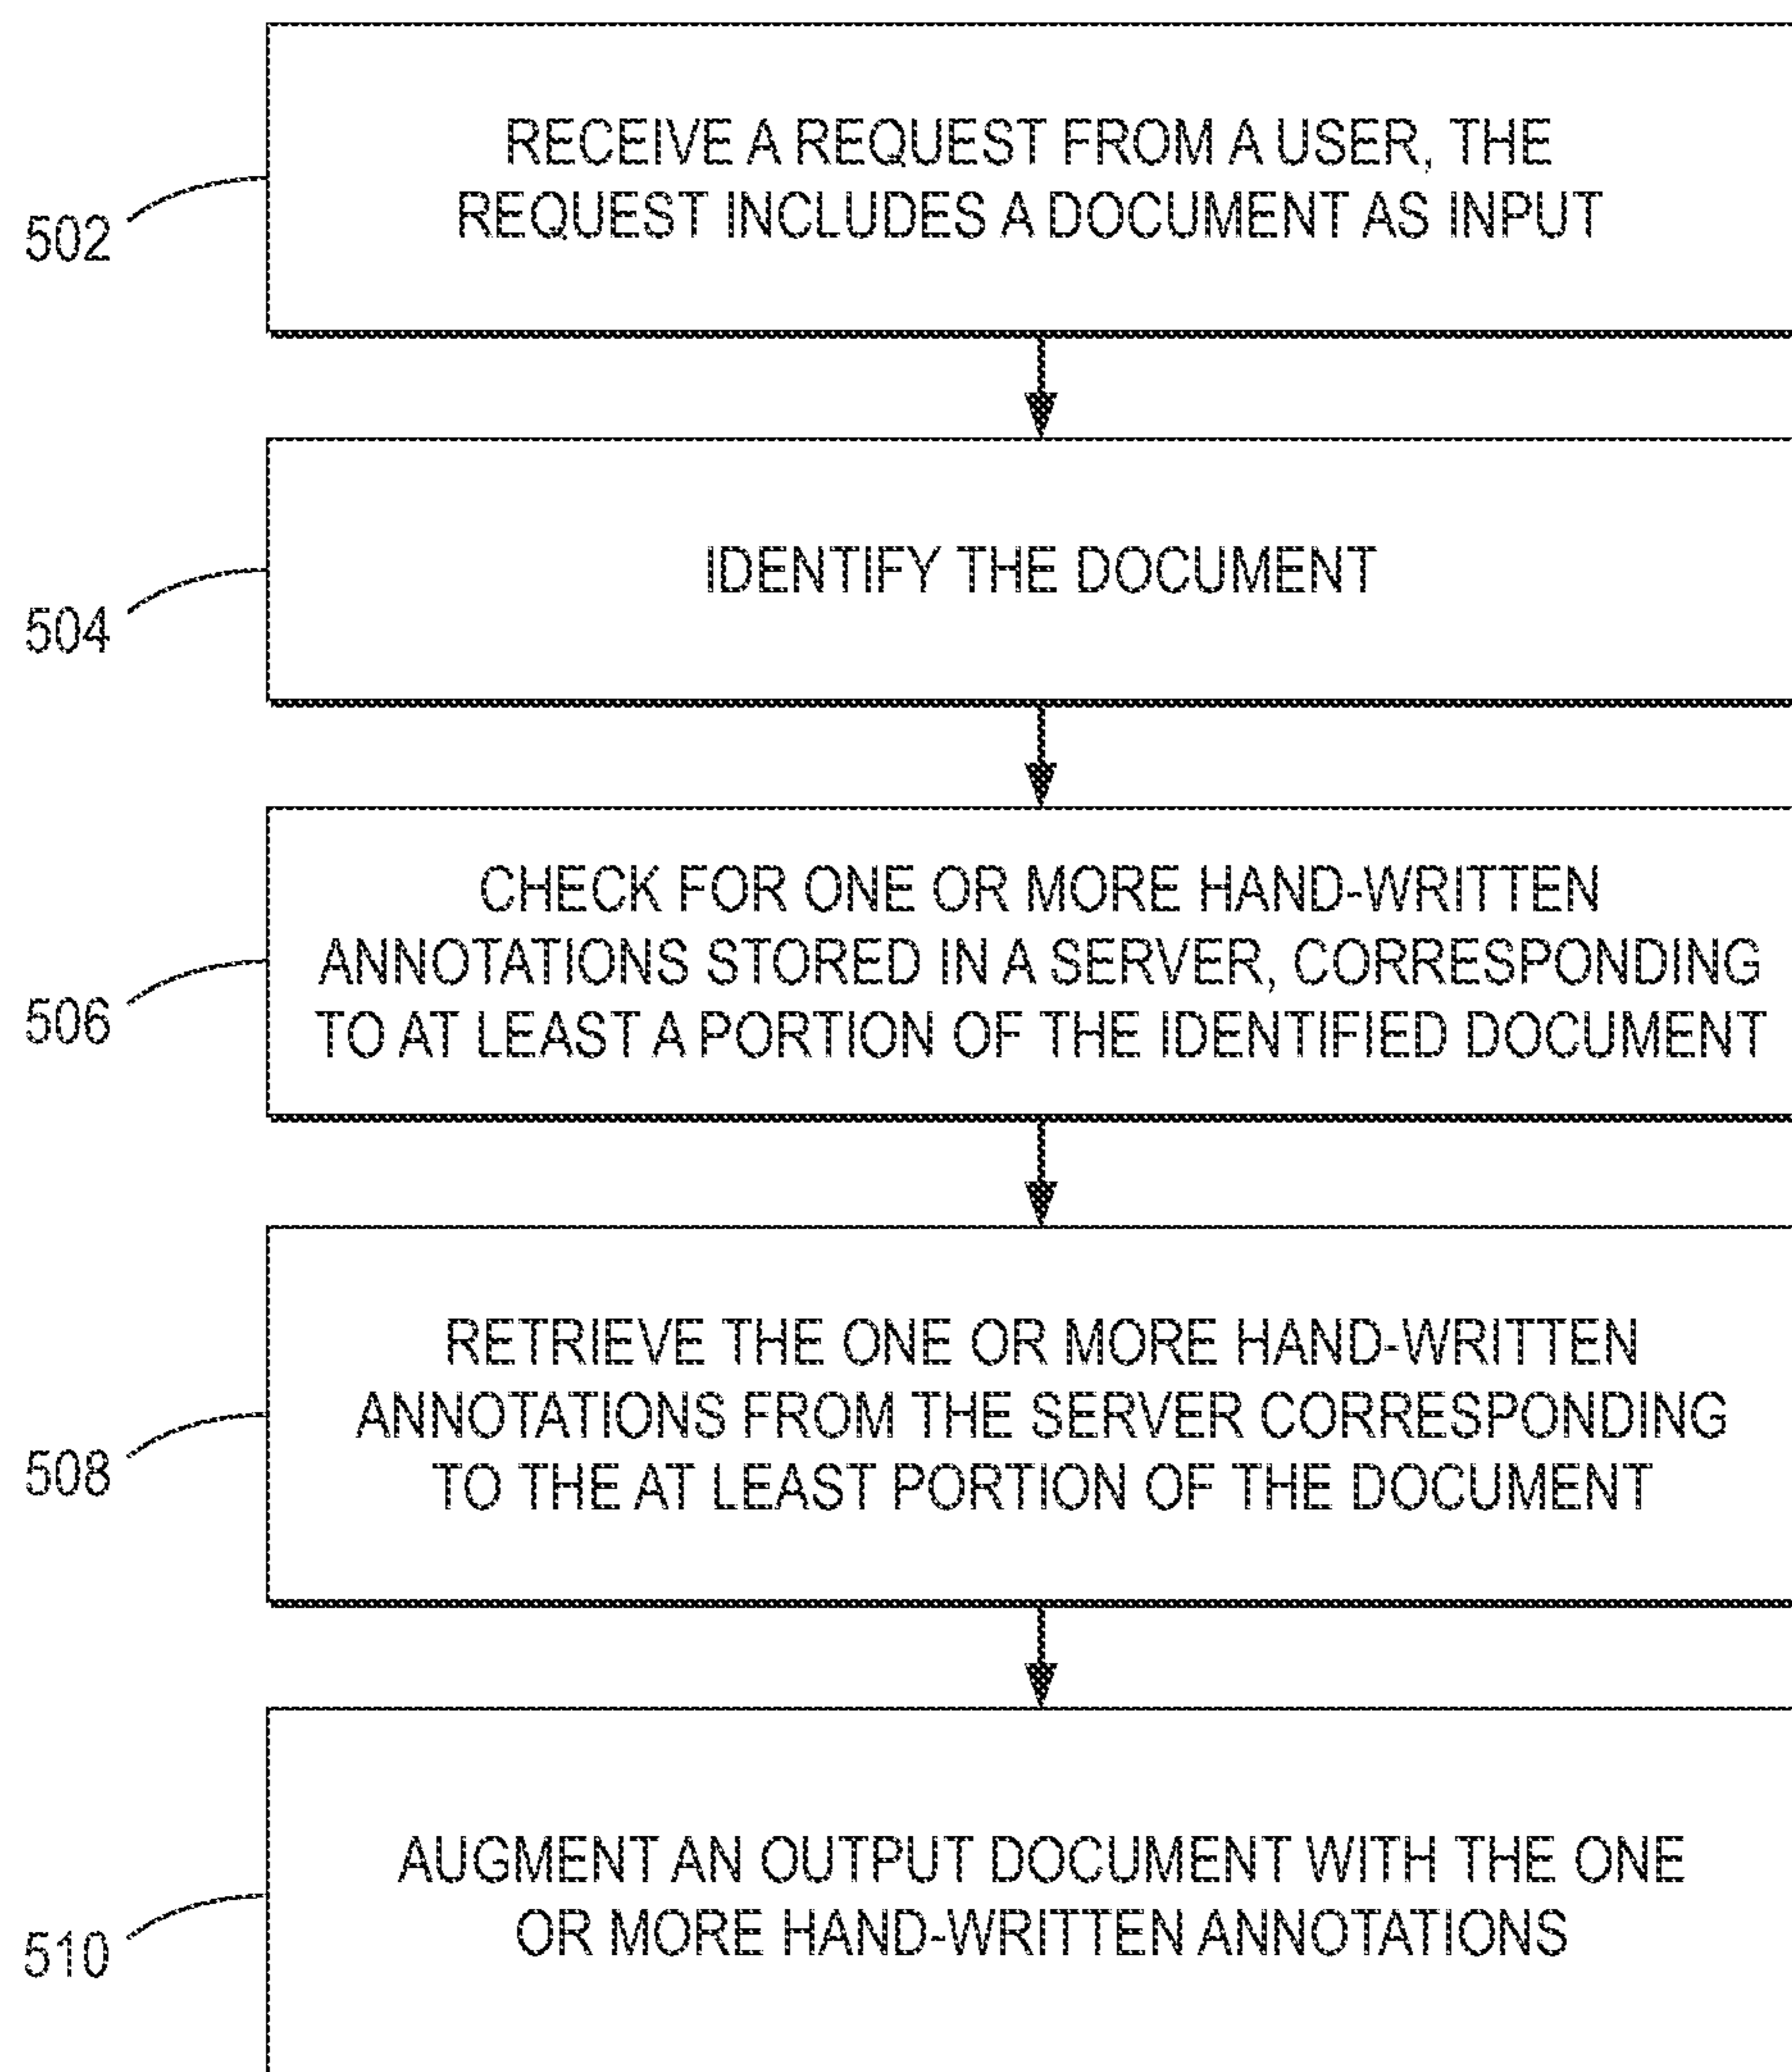 RECEIVE A REQUEST FROM A USER, THE
REQUEST INCLUDES A DOCUMENT AS INPUT
502
IDENTIFY THE DOCUMENT
504
CHECK FOR ONE OR MORE HAND-WRITTEN
ANNOTATIONS STORED IN A SERVER, CORRESPONDING
TO AT LEAST A PORTION OF THE IDENTIFIED DOCUMENT
506
RETRIEVE THE ONE OR MORE HAND-WRITTEN
ANNOTATIONS FROM THE SERVER CORRESPONDING
TO THE AT LEAST PORTION OF THE DOCUMENT
508
AUGMENT AN OUTPUT DOCUMENT WITH THE ONE
OR MORE HAND-WRITTEN ANNOTATIONS
510